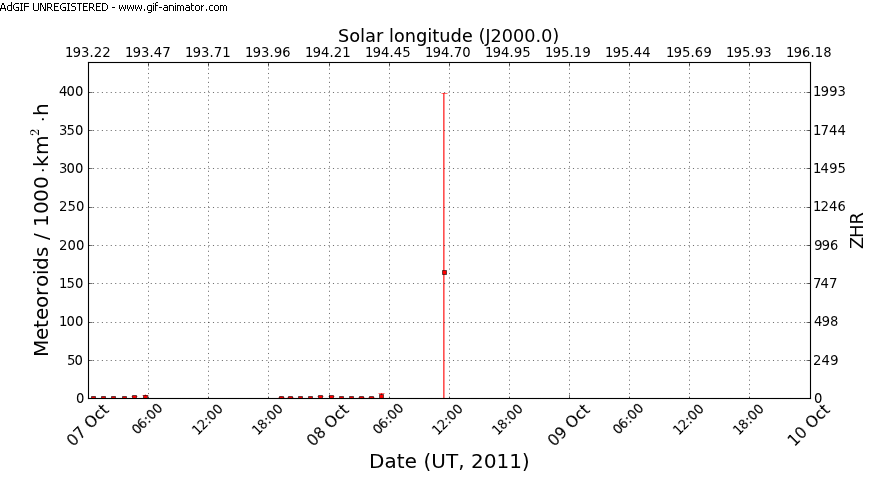 AdGIF UNREGISTERED - www.gif-animator.com
Solar longitude (J2000.0)
193.22 193.47 193.71 193.96 194.21 194.45 194.70 194.95 195.19 195.44 195.69 195.93 196.18
Meteoroids / 1000·km²·h
400
350
300
250
200
150
100
50
0
1993
1744
1495
1246
996
747
498
249
0
ZHR
07 Oct 06:00 12:00 18:00 08 Oct 06:00 12:00 18:00 09 Oct 06:00 12:00 18:00 10 Oct
Date (UT, 2011)